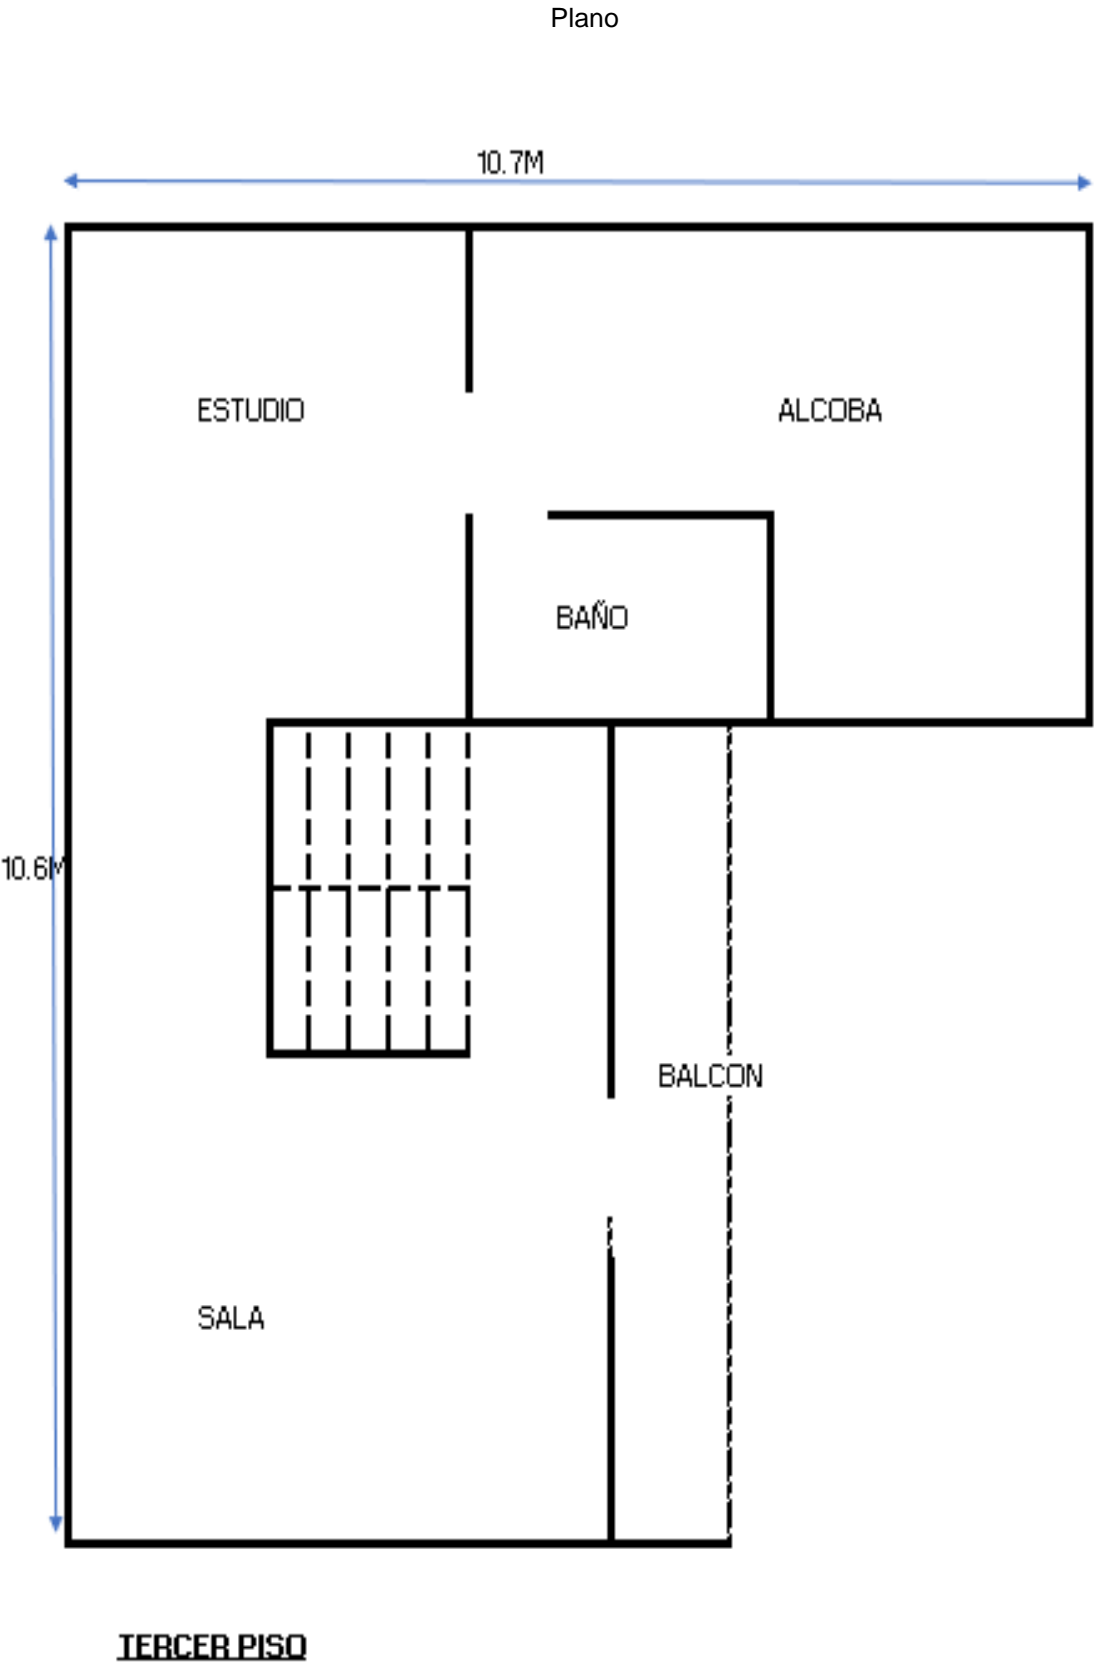 Plano
10.7M
ESTUDIO
ALCOBA
BAÑO
10.6M
BALCON
SALA
TERCER PISO